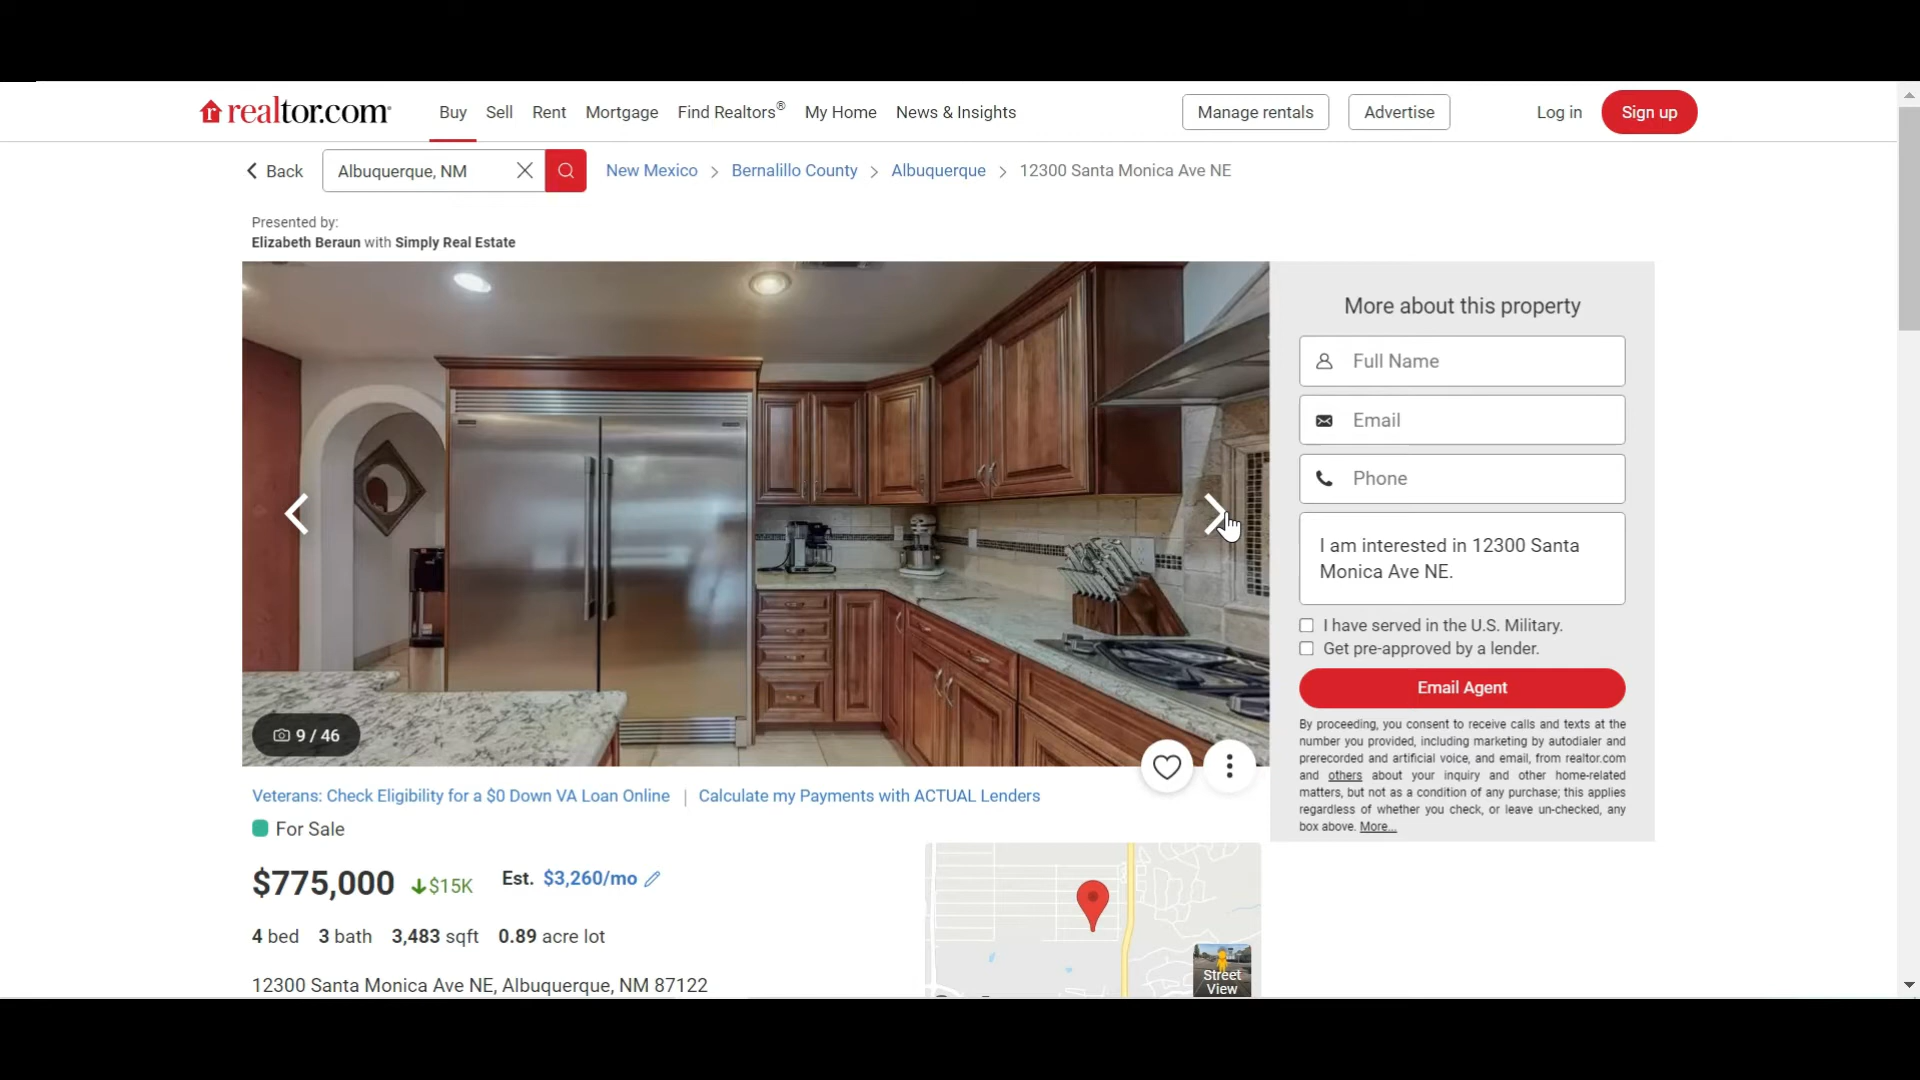 realtor.com
Buy Sell Rent Mortgage Find Realtors® My Home News & Insights Manage rentals Advertise Log in Sign up
Back Albuquerque, NM New Mexico > Bernalillo County > Albuquerque > 12300 Santa Monica Ave NE
Presented by:
Elizabeth Beraun with Simply Real Estate
9 / 46
More about this property
Full Name
Email
Phone
I am interested in 12300 Santa
Monica Ave NE.
I have served in the U.S. Military.
Get pre-approved by a lender.
Email Agent
By proceeding, you consent to receive calls and texts at the
number you provided, including marketing by autodialer and
prerecorded and artificial voice, and email, from realtor.com
and others about your inquiry and other home-related
matters, but not as a condition of any purchase; this applies
regardless of whether you check, or leave un-checked, any
box above. More...
Veterans: Check Eligibility for a $0 Down VA Loan Online | Calculate my Payments with ACTUAL Lenders
For Sale
$775,000 $15K Est. $3,260/mo
4 bed 3 bath 3,483 sqft 0.89 acre lot
12300 Santa Monica Ave NE, Albuquerque, NM 87122
Street
View